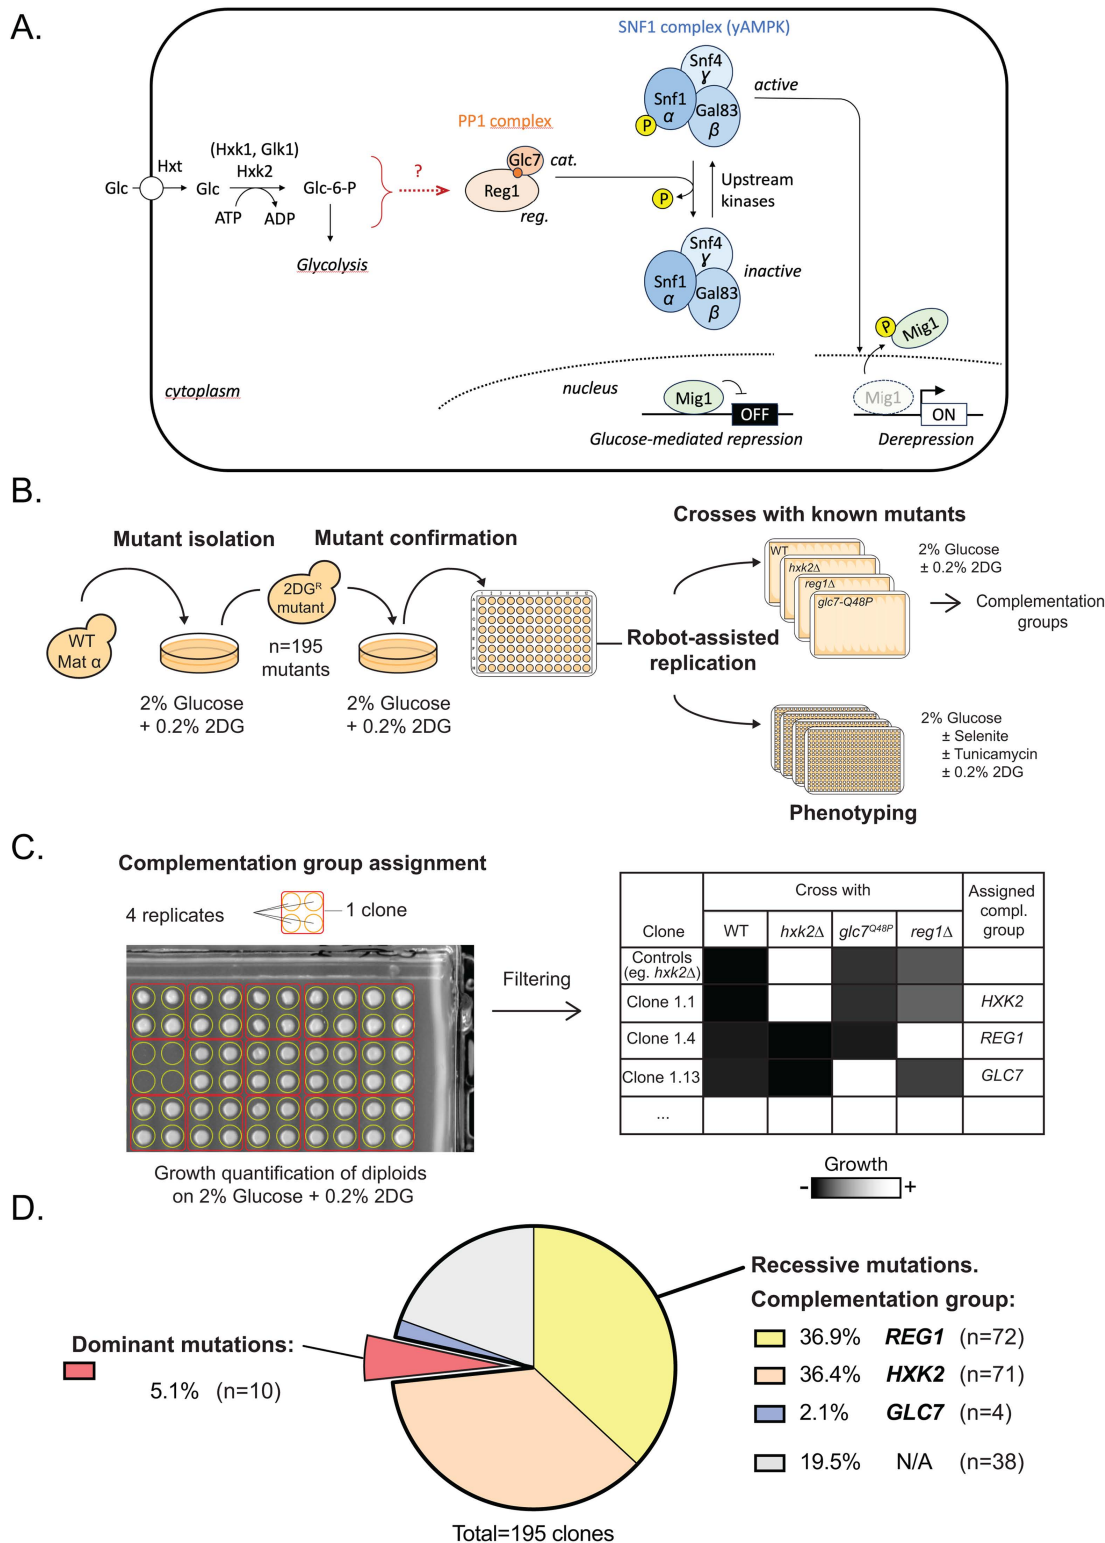 A.
SNF1 complex (yAMPK)
Snf4
γ
Snf1
α
Gal83
β
P
active
PP1 complex
Glc7
cat.
Reg1
reg.
(Hxk1, Glk1)
Hxk2
Hxt
Glc
Glc
Glc-6-P
ATP
ADP
Glycolysis
?
P
Upstream
kinases
Snf4
γ
Snf1
α
Gal83
β
inactive
P
Mig1
cytoplasm
nucleus
Mig1
OFF
Glucose-mediated repression
Mig1
ON
Derepression
B.
Mutant isolation
Mutant confirmation
WT
Mat α
2% Glucose
+ 0.2% 2DG
2DGᴿ
mutant
n=195
mutants
2% Glucose
+ 0.2% 2DG
Robot-assisted
replication
Crosses with known mutants
WT
hxk2Δ
reg1Δ
glc7-Q48P
2% Glucose
± 0.2% 2DG
Complementation
groups
2% Glucose
± Selenite
± Tunicamycin
± 0.2% 2DG
Phenotyping
C.
Complementation group assignment
4 replicates
1 clone
Growth quantification of diploids
on 2% Glucose + 0.2% 2DG
Filtering
Cross with
Assigned
compl.
group
Clone
WT
hxk2Δ
glc7Q48P
reg1Δ
Controls
(eg. hxk2Δ)
Clone 1.1
HXK2
Clone 1.4
REG1
Clone 1.13
GLC7
...
Growth
- +
D.
Dominant mutations:
5.1% (n=10)
Recessive mutations.
Complementation group:
36.9% REG1 (n=72)
36.4% HXK2 (n=71)
2.1% GLC7 (n=4)
19.5% N/A (n=38)
Total=195 clones